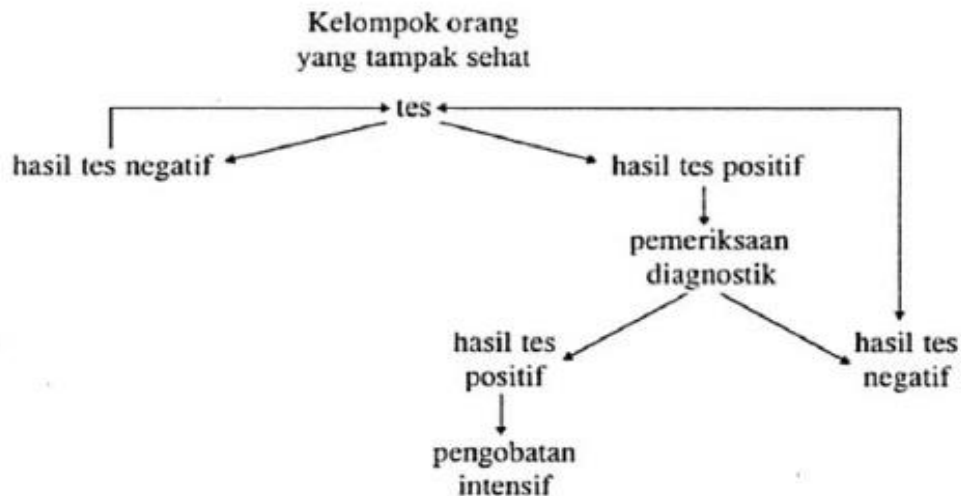 Kelompok orang
yang tampak sehat
tes
hasil tes negatif
hasil tes positif
pemeriksaan
diagnostik
hasil tes
positif
hasil tes
negatif
pengobatan
intensif